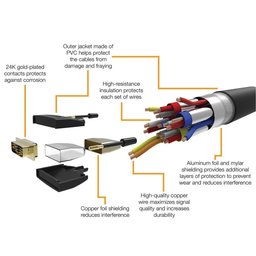 Outer jacket made of
PVC helps protect
the cables from
damage and fraying
24K gold-plated
contacts protects
against corrosion
High-resistance
insulation protects
each set of wires
Aluminum foil and mylar
shielding provides additional
layers of protection to prevent
wear and reduces interference
Copper foil shielding
reduces interference
High-quality copper
wire maximizes signal
quality and increases
durability